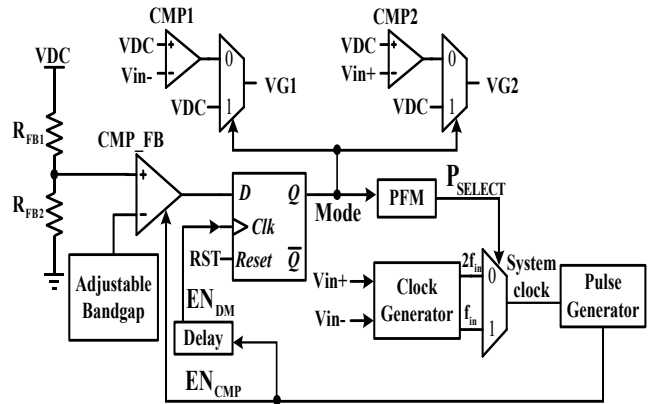 CMP1
CMP2
VDC
+
0
Vin-
-
VG1
VDC
1
VDC
+
0
Vin+
-
VG2
VDC
1
VDC
RFB1
RFB2
CMP_FB
+
-
Adjustable
Bandgap
D
Q
Clk
RST
Reset
Q
Mode
PFM
PSELECT
ENDM
Delay
ENCMP
Vin+
Vin-
Clock
Generator
2fin
fin
0
1
System
clock
Pulse
Generator